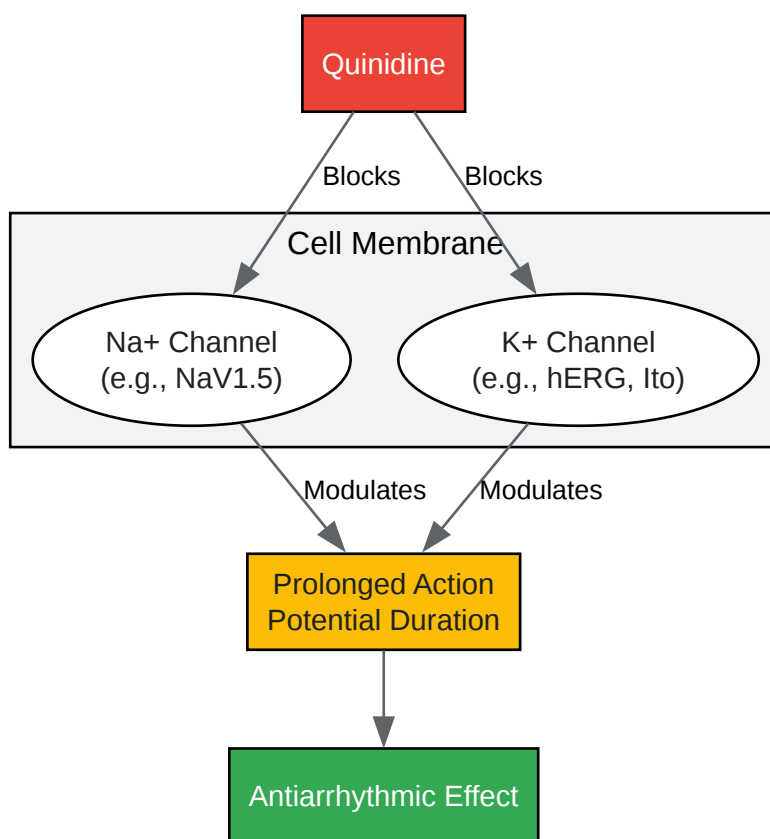 Quinidine
Blocks
Blocks
Cell Membrane
Na+ Channel
(e.g., NaV1.5)
K+ Channel
(e.g., hERG, Ito)
Modulates
Modulates
Prolonged Action
Potential Duration
Antiarrhythmic Effect